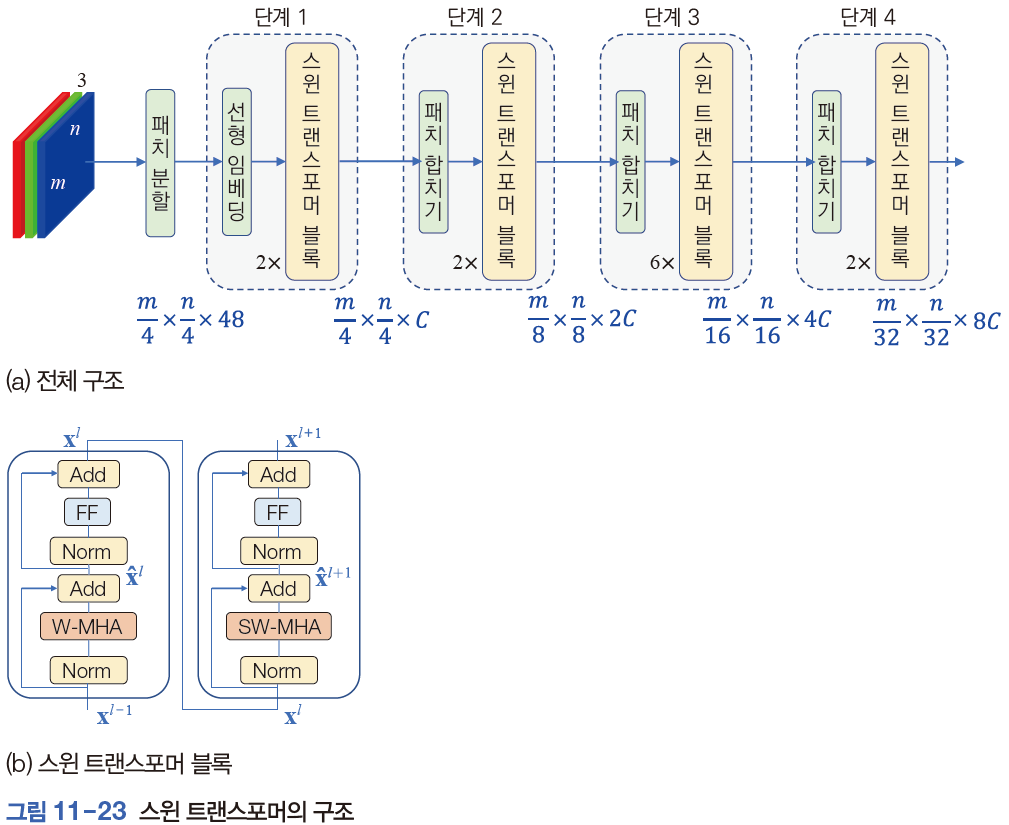 단계 1
단계 2
단계 3
단계 4
3
n
m
패치 분할
선형 임베딩
스윈 트랜스포머 블록
2×
패치 합치기
스윈 트랜스포머 블록
2×
패치 합치기
스윈 트랜스포머 블록
6×
패치 합치기
스윈 트랜스포머 블록
2×
m/4 × n/4 × 48
m/4 × n/4 × C
m/8 × n/8 × 2C
m/16 × n/16 × 4C
m/32 × n/32 × 8C
(a) 전체 구조
x^l
Add
FF
Norm
x̂^l
Add
W-MHA
Norm
x^{l-1}
x^{l+1}
Add
FF
Norm
x̂^{l+1}
Add
SW-MHA
Norm
x^l
(b) 스윈 트랜스포머 블록
그림 11-23 스윈 트랜스포머의 구조